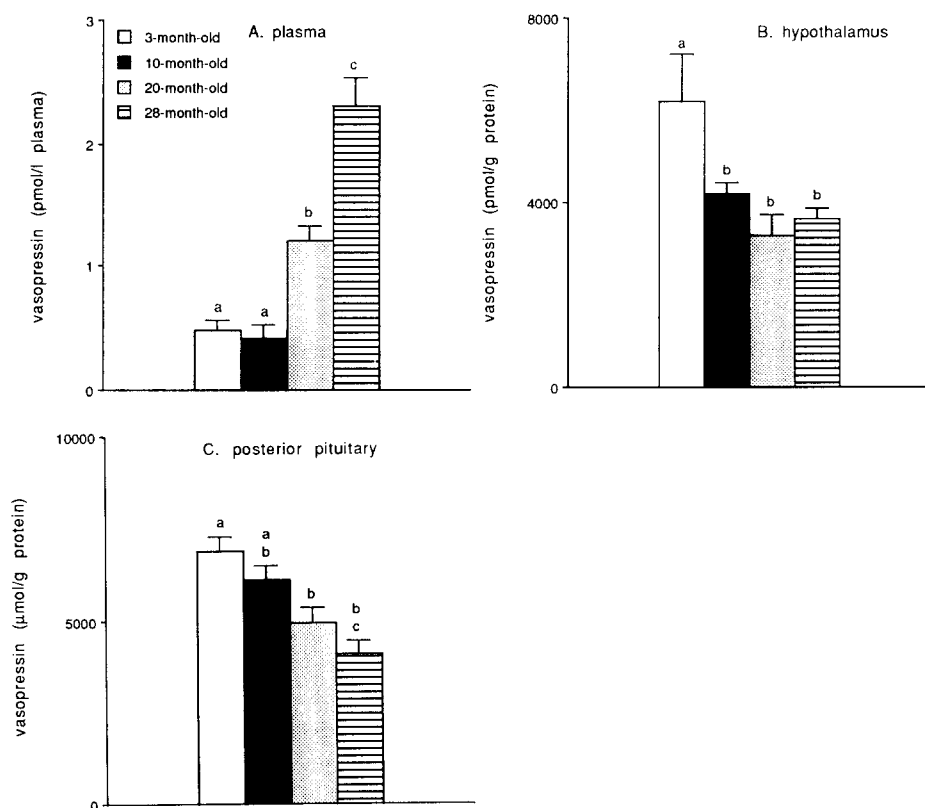 A. plasma
3
2
1
0
vasopressin (pmol/l plasma)
3-month-old
10-month-old
20-month-old
28-month-old
a
a
b
c
B. hypothalamus
8000
4000
0
vasopressin (pmol/g protein)
a
b
b
b
C. posterior pituitary
10000
5000
0
vasopressin (μmol/g protein)
a
a
b
b
b
c